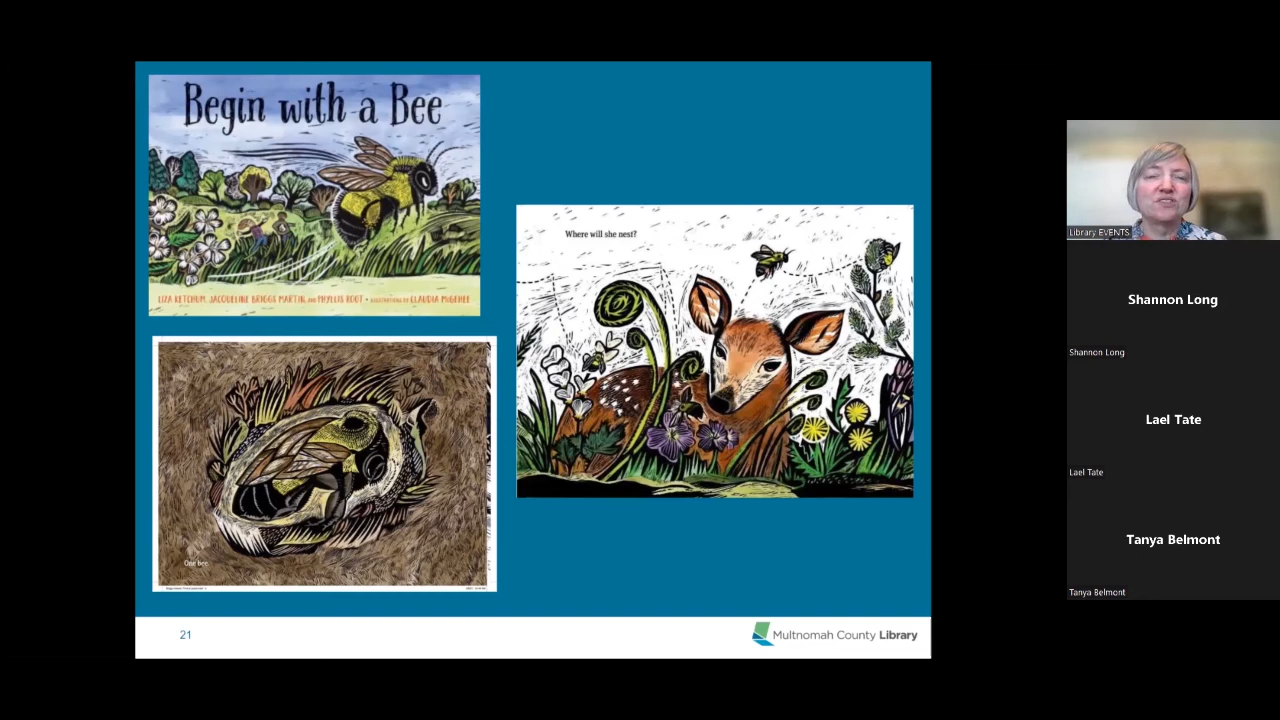 Begin with a Bee
LIZA KETCHUM, JACQUELINE BRIGGS MARTIN, AND PHYLLIS ROOT • ILLUSTRATIONS BY CLAUDIA McGEHEE
One bee.
Where will she nest?
21
Multnomah County Library
Library EVENTS
Shannon Long
Shannon Long
Lael Tate
Lael Tate
Tanya Belmont
Tanya Belmont